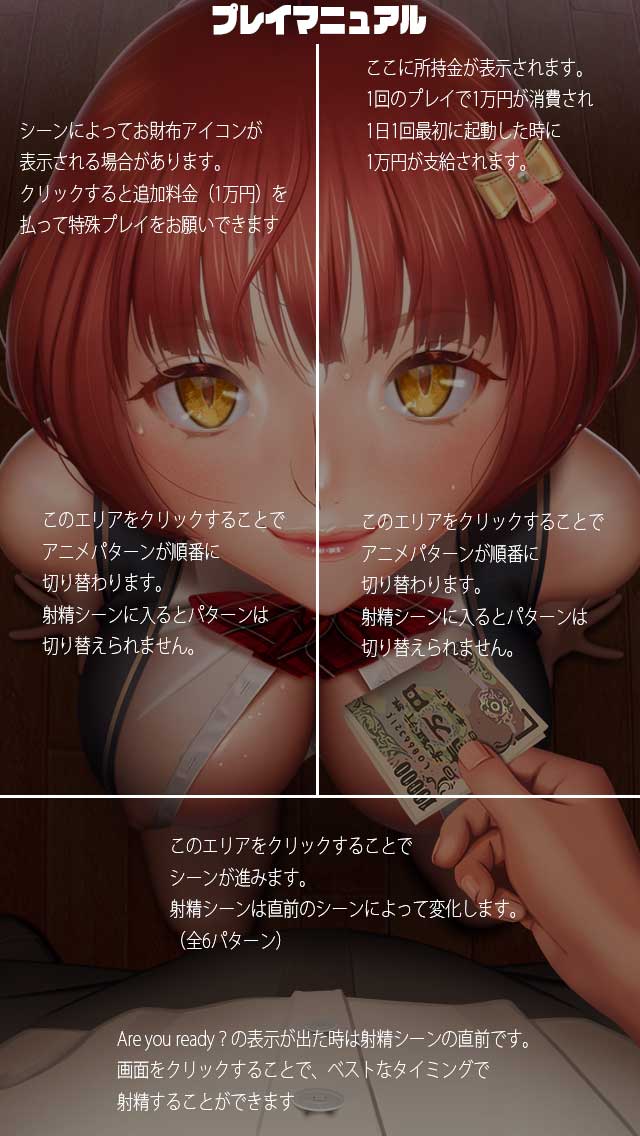 プレイマニュアル
シーンによってお財布アイコンが
表示される場合があります。
クリックすると追加料金（1万円）を
払って特殊プレイをお願いできます
ここに所持金が表示されます。
1回のプレイで1万円が消費され
1日1回最初に起動した時に
1万円が支給されます。
このエリアをクリックすることで
アニメパターンが順番に
切り替わります。
射精シーンに入るとパターンは
切り替えられません。
このエリアをクリックすることで
アニメパターンが順番に
切り替わります。
射精シーンに入るとパターンは
切り替えられません。
10000
このエリアをクリックすることで
シーンが進みます。
射精シーンは直前のシーンによって変化します。
（全6パターン）
Are you ready？の表示が出た時は射精シーンの直前です。
画面をクリックすることで、ベストなタイミングで
射精することができます